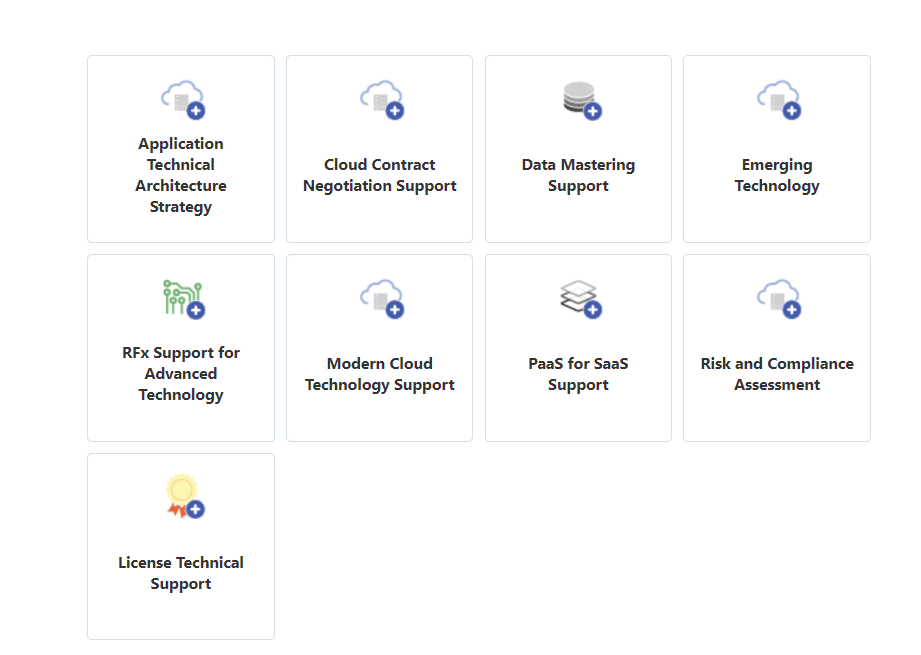 Application
Technical
Architecture
Strategy
Cloud Contract
Negotiation Support
Data Mastering
Support
Emerging
Technology
RFx Support for
Advanced
Technology
Modern Cloud
Technology Support
PaaS for SaaS
Support
Risk and Compliance
Assessment
License Technical
Support